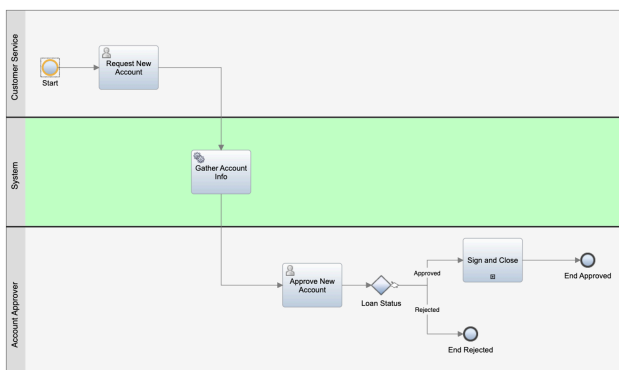 Customer Service
Start
Request New
Account
System
Gather Account
Info
Account Approver
Approve New
Account
Loan Status
Approved
Rejected
Sign and Close
End Approved
End Rejected